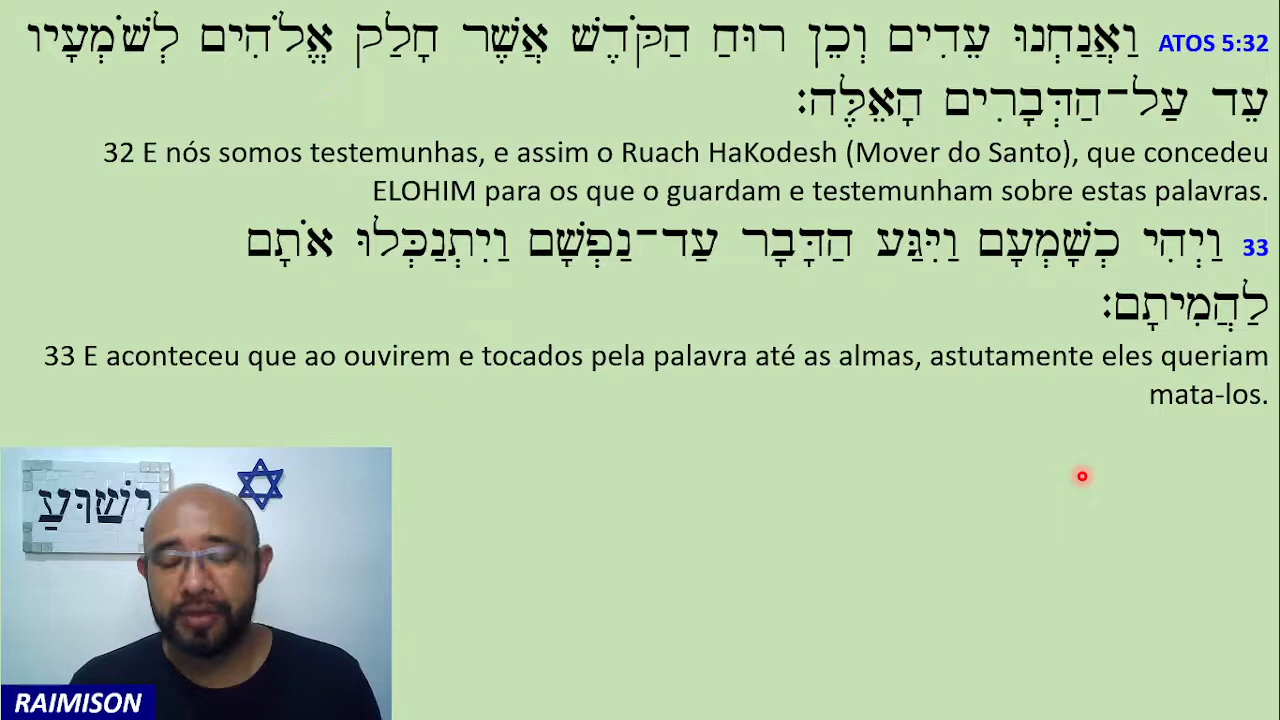 ATOS 5:32 וַאֲנַחְנוּ עֵדִים וְכֵן רוּחַ הַקֹּדֶשׁ אֲשֶׁר חָלַק אֱלֹהִים לְשֹׁמְעָיו
עֵד עַל־הַדְּבָרִים הָאֵלֶּה׃
32 E nós somos testemunhas, e assim o Ruach HaKodesh (Mover do Santo), que concedeu
ELOHIM para os que o guardam e testemunham sobre estas palavras.
33 וַיְהִי כְשָׁמְעָם וַיִּגַּע הַדָּבָר עַד־נַפְשָׁם וַיִּתְנַכְּלוּ אֹתָם
לַהֲמִיתָם׃
33 E aconteceu que ao ouvirem e tocados pela palavra até as almas, astutamente eles queriam
mata-los.
יִשׁוּעַ
RAIMISON